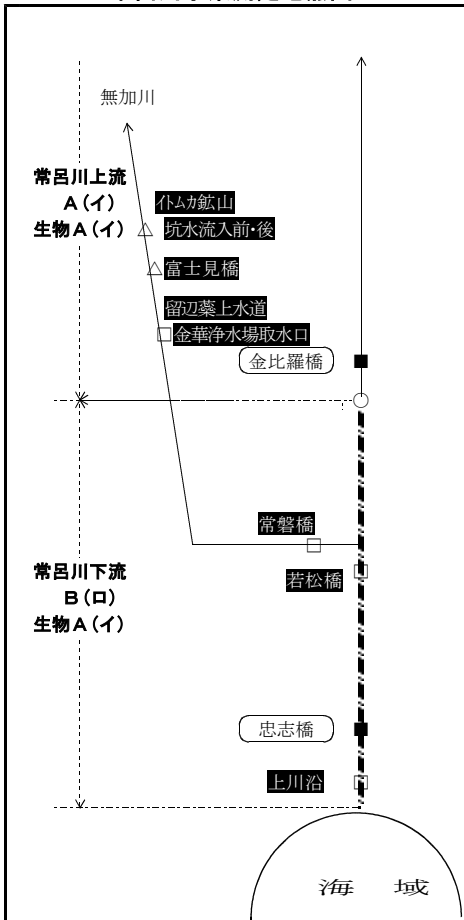 無加川
常呂川上流
A(イ)
生物A(イ)
イトムカ鉱山
坑水流入前・後
富士見橋
留辺蘂上水道
金華浄水場取水口
金比羅橋
常磐橋
若松橋
常呂川下流
B(ロ)
生物A(イ)
忠志橋
上川沿
海 域